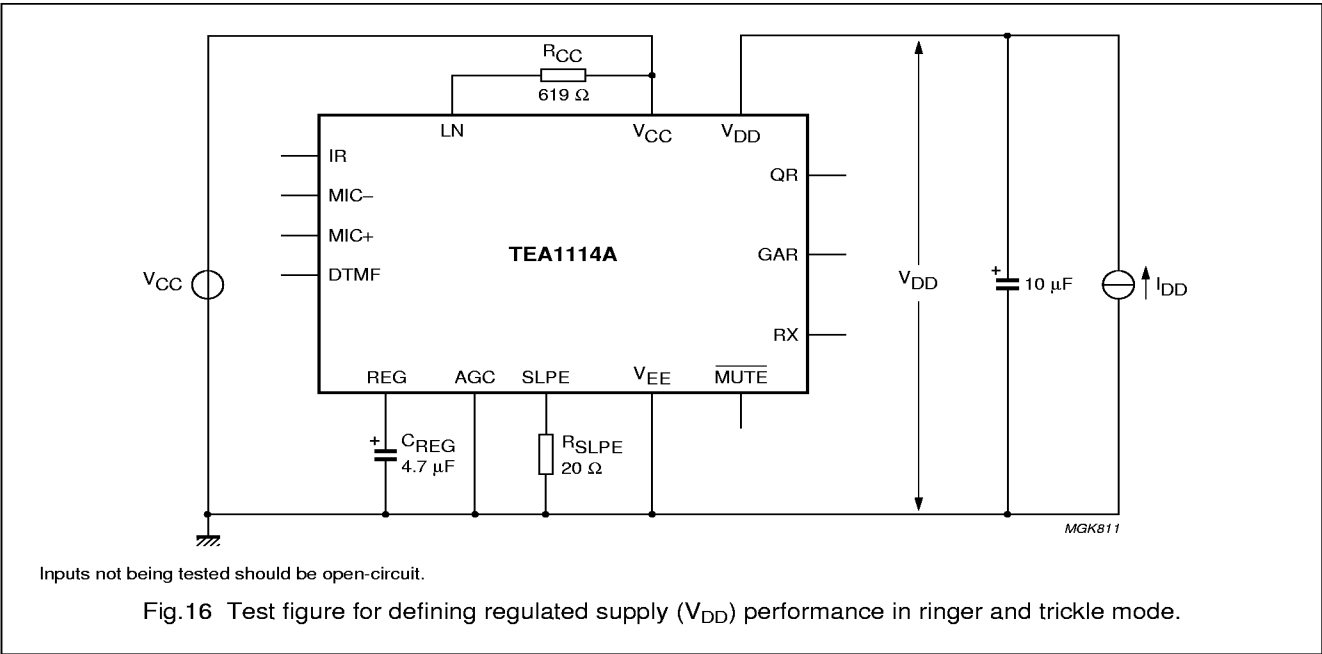 RCC
619 Ω
LN
VCC
VDD
IR
MIC−
MIC+
DTMF
TEA1114A
QR
GAR
RX
VCC
VDD
10 μF
IDD
REG
AGC
SLPE
VEE
MUTE
+
CREG
4.7 μF
RSLPE
20 Ω
+
MGK811
Inputs not being tested should be open-circuit.
Fig.16 Test figure for defining regulated supply (VDD) performance in ringer and trickle mode.